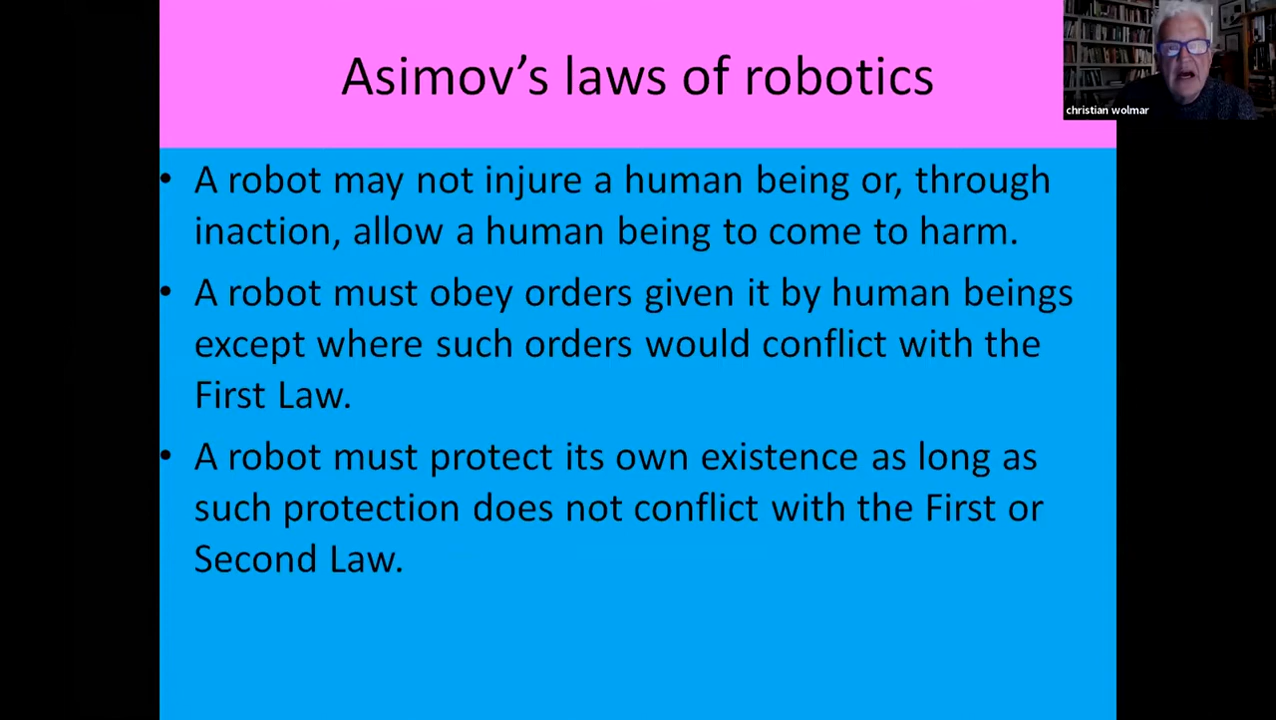 Asimov’s laws of robotics
christian wolmar
• A robot may not injure a human being or, through
inaction, allow a human being to come to harm.
• A robot must obey orders given it by human beings
except where such orders would conflict with the
First Law.
• A robot must protect its own existence as long as
such protection does not conflict with the First or
Second Law.